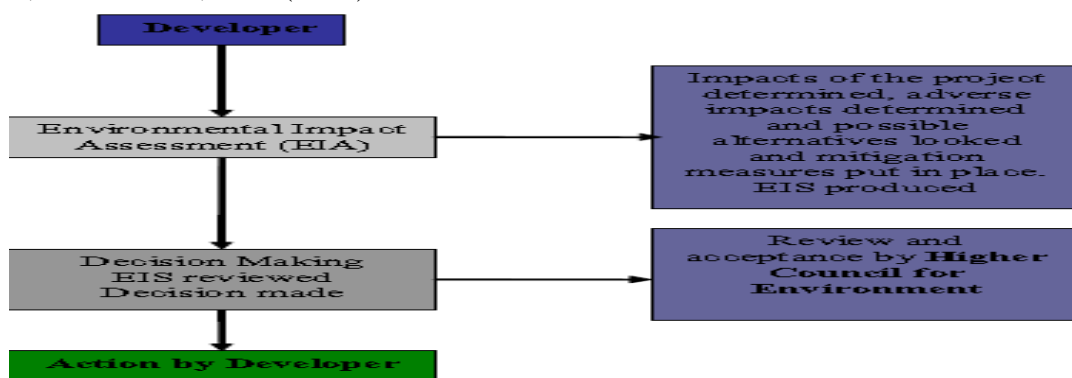 Developer
Environmental Impact
Assessment (EIA)
Impacts of the project
determined, adverse
impacts determined
and possible
alternatives looked
and mitigation
measures put in place.
EIS produced
Decision Making
EIS reviewed
Decision made
Review and
acceptance by Higher
Council for
Environment
Action by Developer